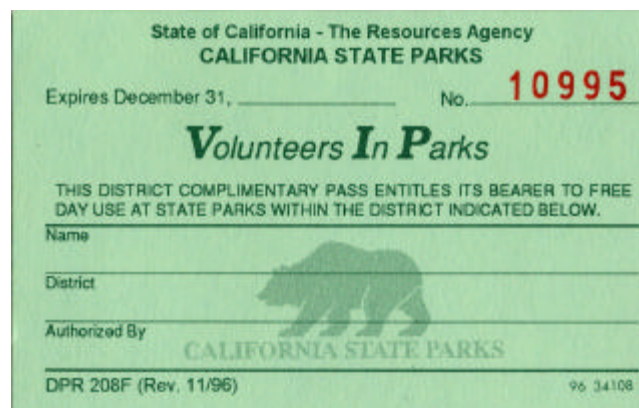 State of California - The Resources Agency
CALIFORNIA STATE PARKS
Expires December 31, No. 10995
Volunteers In Parks
THIS DISTRICT COMPLIMENTARY PASS ENTITLES ITS BEARER TO FREE
DAY USE AT STATE PARKS WITHIN THE DISTRICT INDICATED BELOW.
Name
District
Authorized By
CALIFORNIA STATE PARKS
DPR 208F (Rev. 11/96) 96 34108